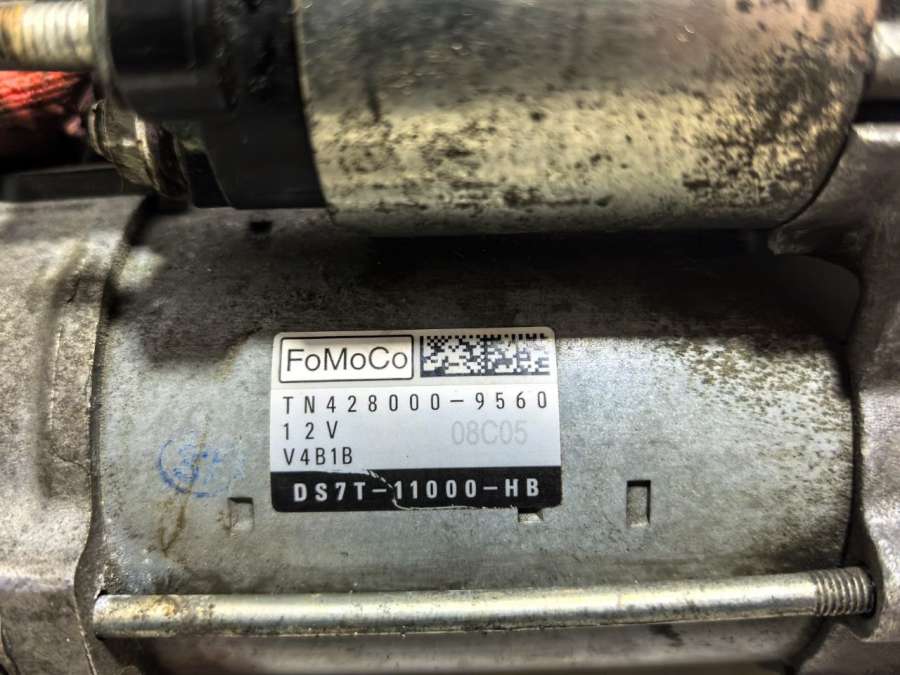 FoMoCo
TN428000-9560
12V 08C05
V4B1B
DS7T-11000-HB